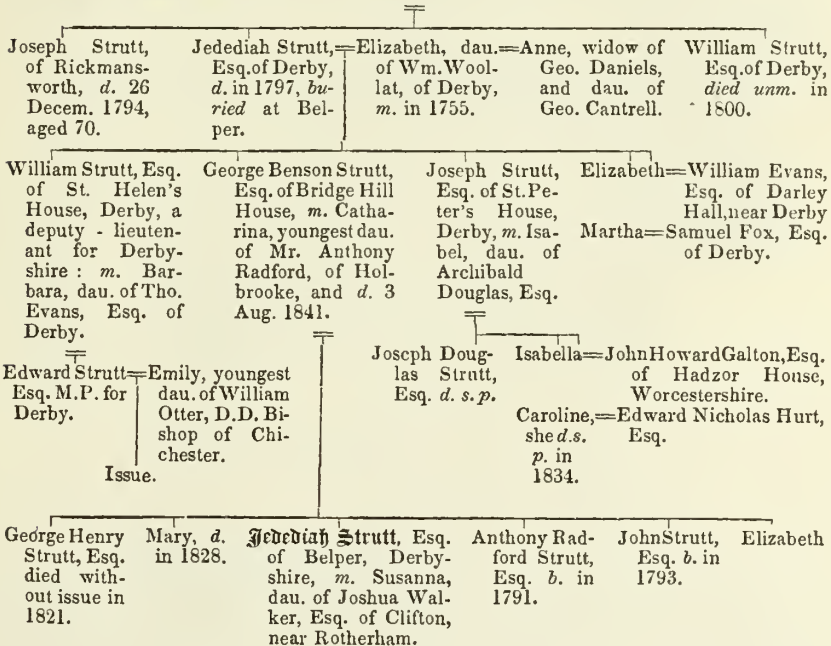 Joseph Strutt,
of Rickmans-
worth, d. 26
Decem. 1794,
aged 70.
Jedediah Strutt,
Esq. of Derby,
d. in 1797, bu-
ried at Bel-
per.
Elizabeth, dau.
of Wm. Wool-
lat, of Derby,
m. in 1755.
Anne, widow of
Geo. Daniels,
and dau. of
Geo. Cantrell.
William Strutt,
Esq. of Derby,
died unm. in
1800.
William Strutt, Esq.
of St. Helen's
House, Derby, a
deputy - lieuten-
ant for Derby-
shire : m. Bar-
bara, dau. of Tho.
Evans, Esq. of
Derby.
George Benson Strutt,
Esq. of Bridge Hill
House, m. Catha-
rina, youngest dau.
of Mr. Anthony
Radford, of Hol-
brooke, and d. 3
Aug. 1841.
Joseph Strutt,
Esq. of St. Pe-
ter's House,
Derby, m. Isa-
bel, dau. of
Archibald
Douglas, Esq.
Elizabeth=William Evans,
Esq. of Darley
Hall, near Derby
Martha=Samuel Fox, Esq.
of Derby.
Edward Strutt
Esq. M.P. for
Derby.
Emily, youngest
dau. of William
Otter, D.D. Bi-
shop of Chi-
chester.
Issue.
Joseph Doug-
las Strutt,
Esq. d. s. p.
Isabella=John Howard Galton, Esq.
of Hadzor House,
Worcestershire.
Caroline,=Edward Nicholas Hurt,
she d. s. Esq.
p. in
1834.
George Henry
Strutt, Esq.
died with-
out issue in
1821.
Mary, d.
in 1828.
Jedediah Strutt, Esq.
of Belper, Derby-
shire, m. Susanna,
dau. of Joshua Wal-
ker, Esq. of Clifton,
near Rotherham.
Anthony Rad-
ford Strutt,
Esq. b. in
1791.
John Strutt,
Esq. b. in
1793.
Elizabeth